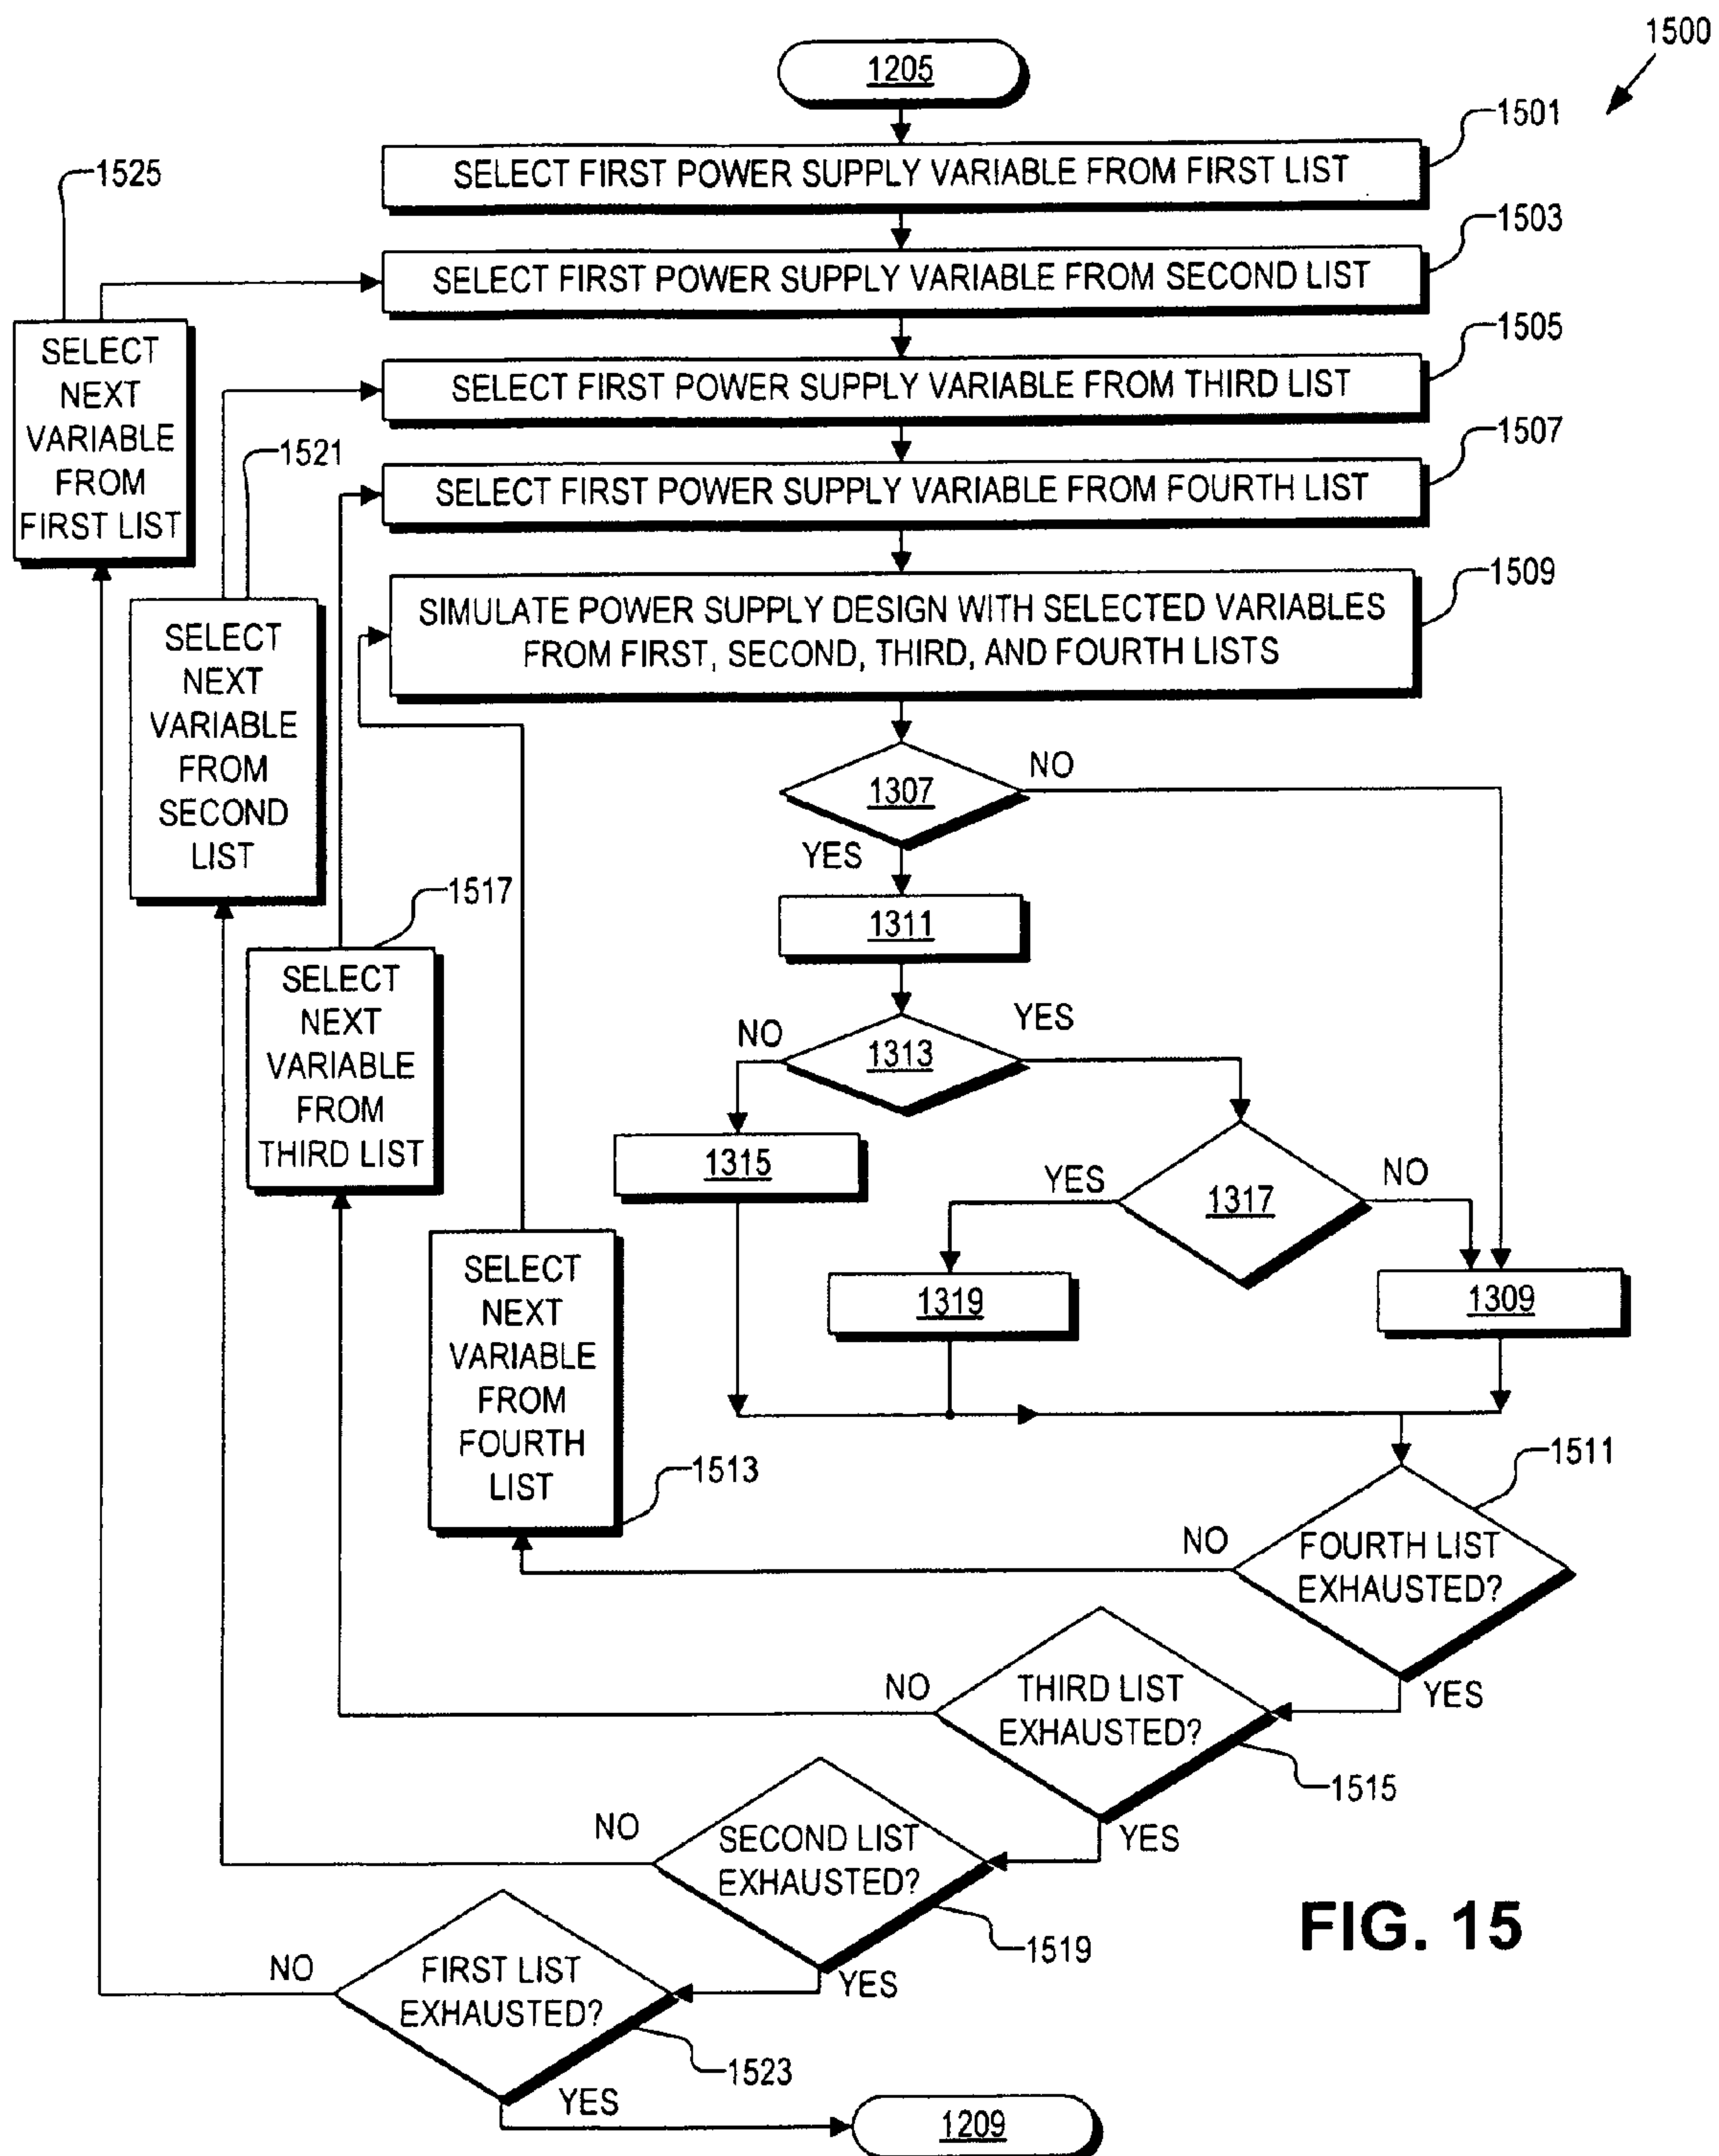 1500
1205
1501
SELECT FIRST POWER SUPPLY VARIABLE FROM FIRST LIST
1525
1503
SELECT FIRST POWER SUPPLY VARIABLE FROM SECOND LIST
1505
SELECT FIRST POWER SUPPLY VARIABLE FROM THIRD LIST
SELECT
NEXT
VARIABLE
FROM
FIRST LIST
1521
1507
SELECT FIRST POWER SUPPLY VARIABLE FROM FOURTH LIST
1509
SIMULATE POWER SUPPLY DESIGN WITH SELECTED VARIABLES
FROM FIRST, SECOND, THIRD, AND FOURTH LISTS
SELECT
NEXT
VARIABLE
FROM
SECOND
LIST
1307
NO
YES
1517
1311
SELECT
NEXT
VARIABLE
FROM
THIRD LIST
NO
1313
YES
1315
YES
1317
NO
SELECT
NEXT
VARIABLE
FROM
FOURTH
LIST
1319
1309
1513
1511
NO
FOURTH LIST
EXHAUSTED?
YES
NO
THIRD LIST
EXHAUSTED?
1515
YES
NO
SECOND LIST
EXHAUSTED?
1519
YES
FIG. 15
NO
FIRST LIST
EXHAUSTED?
1523
YES
1209